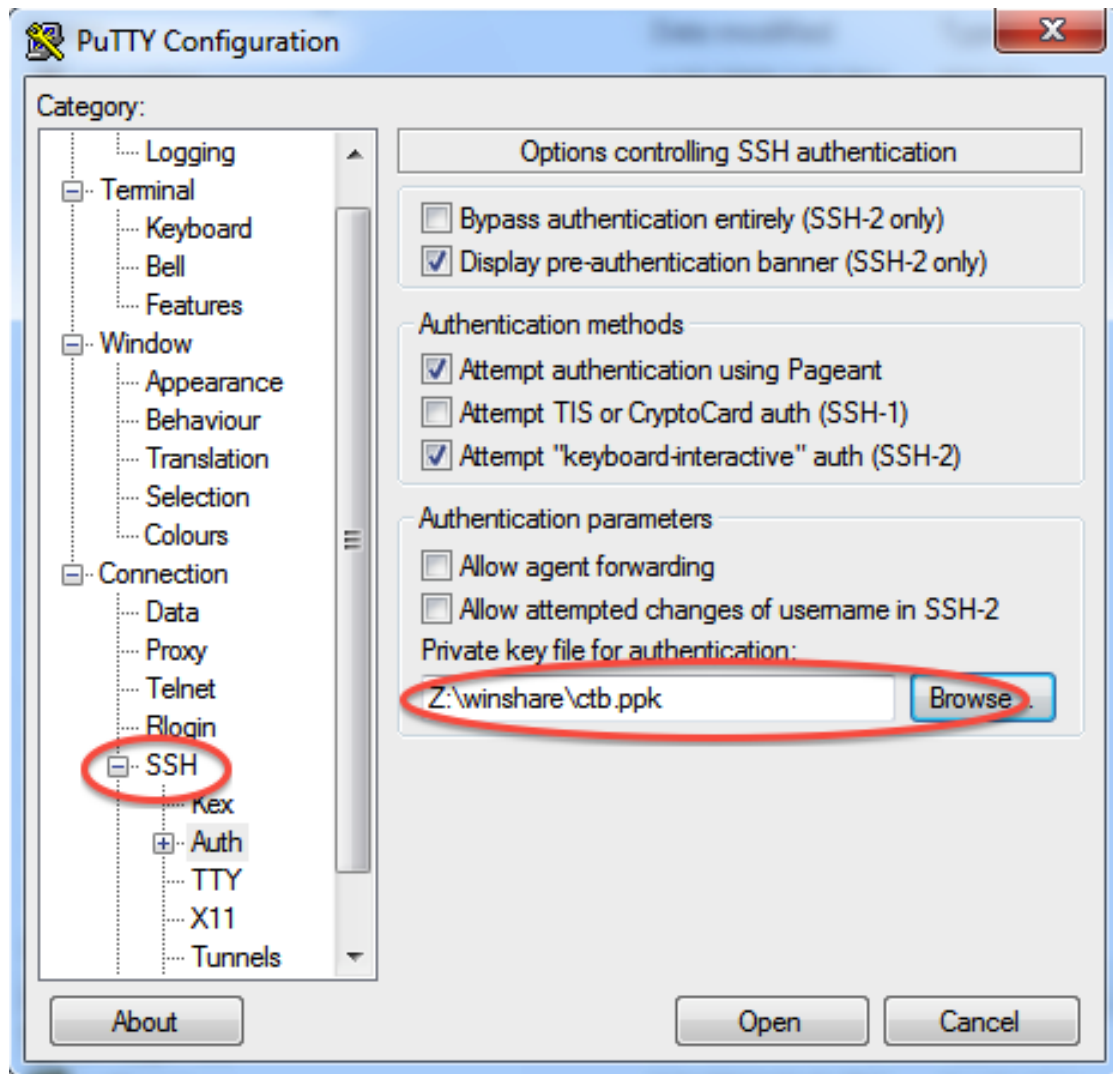 PuTTY Configuration
Category:
Logging
Terminal
Keyboard
Bell
Features
Window
Appearance
Behaviour
Translation
Selection
Colours
Connection
Data
Proxy
Telnet
Rlogin
SSH
Kex
Auth
TTY
X11
Tunnels
Options controlling SSH authentication
Bypass authentication entirely (SSH-2 only)
Display pre-authentication banner (SSH-2 only)
Authentication methods
Attempt authentication using Pageant
Attempt TIS or CryptoCard auth (SSH-1)
Attempt "keyboard-interactive" auth (SSH-2)
Authentication parameters
Allow agent forwarding
Allow attempted changes of username in SSH-2
Private key file for authentication:
Z:\winshare\ctb.ppk
Browse...
About
Open
Cancel